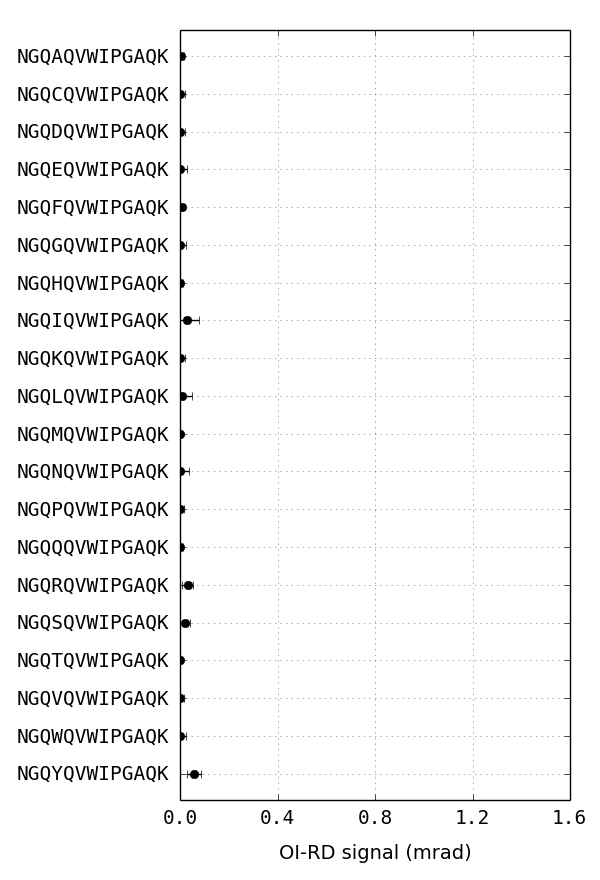 NGQAQVWIPGAQK
NGQCQVWIPGAQK
NGQDQVWIPGAQK
NGQEQVWIPGAQK
NGQFQVWIPGAQK
NGQGQVWIPGAQK
NGQHQVWIPGAQK
NGQIQVWIPGAQK
NGQKQVWIPGAQK
NGQLQVWIPGAQK
NGQMQVWIPGAQK
NGQNQVWIPGAQK
NGQPQVWIPGAQK
NGQQQVWIPGAQK
NGQRQVWIPGAQK
NGQSQVWIPGAQK
NGQTQVWIPGAQK
NGQVQVWIPGAQK
NGQWQVWIPGAQK
NGQYQVWIPGAQK
0.0 0.4 0.8 1.2 1.6
OI-RD signal (mrad)